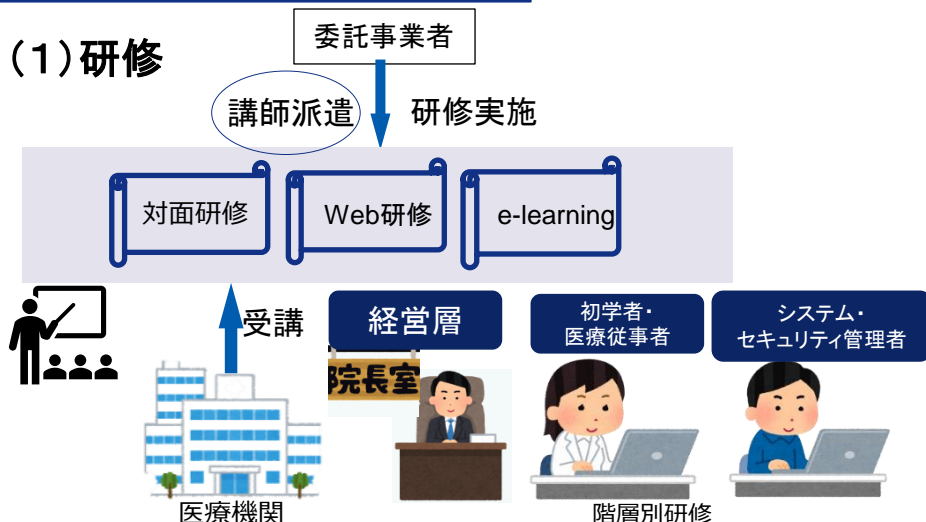 (1)研修
委託事業者
講師派遣
研修実施
対面研修
Web研修
e-learning
受講
経営層
初学者・
医療従事者
システム・
セキュリティ管理者
院長室
医療機関
階層別研修